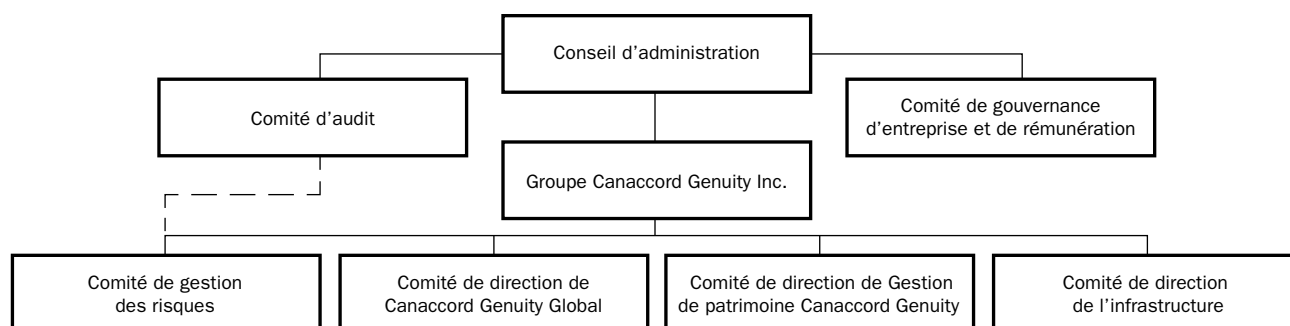 Conseil d’administration
Comité d’audit
Comité de gouvernance
d’entreprise et de rémunération
Groupe Canaccord Genuity Inc.
Comité de gestion
des risques
Comité de direction de
Canaccord Genuity Global
Comité de direction de Gestion
de patrimoine Canaccord Genuity
Comité de direction
de l’infrastructure